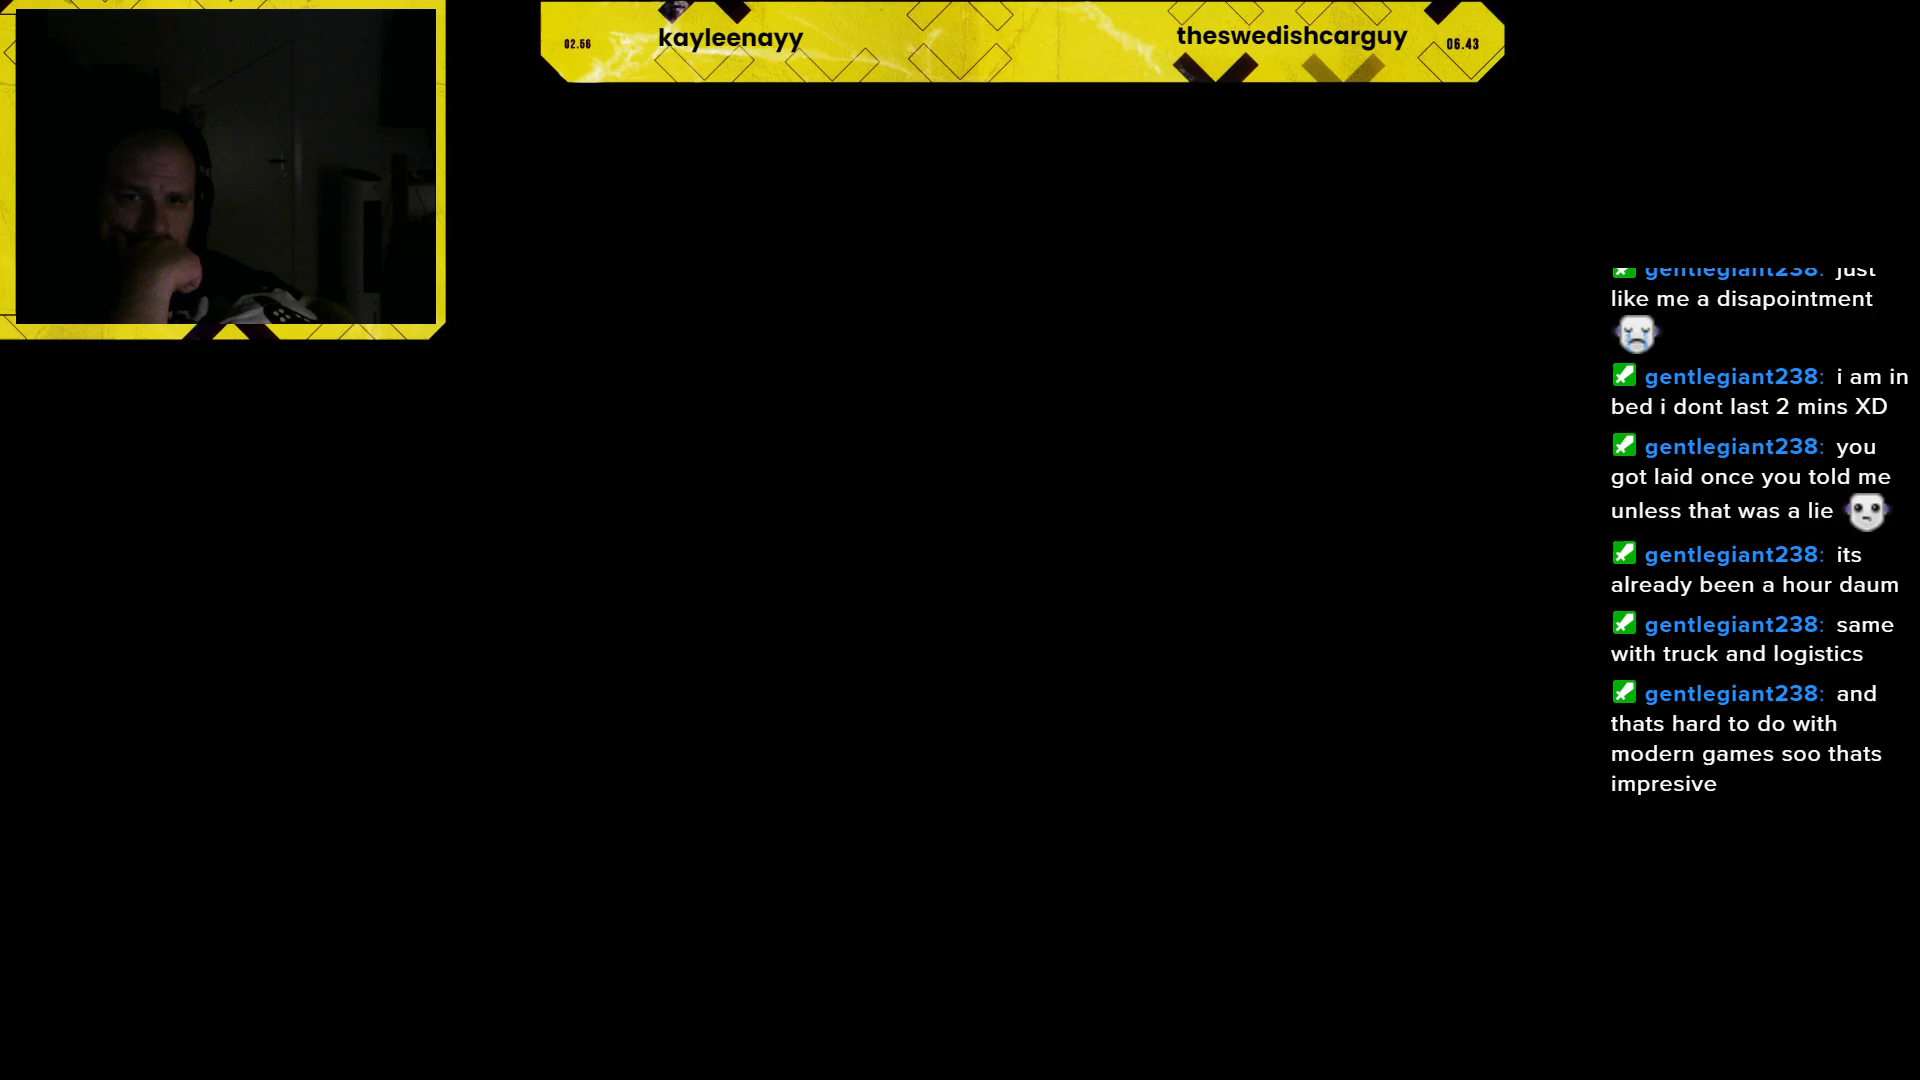 02.56
kayleenayy
theswedishcarguy
06.43
gentlegiant238: just
like me a disapointment
gentlegiant238: i am in
bed i dont last 2 mins XD
gentlegiant238: you
got laid once you told me
unless that was a lie
gentlegiant238: its
already been a hour daum
gentlegiant238: same
with truck and logistics
gentlegiant238: and
thats hard to do with
modern games soo thats
impresive